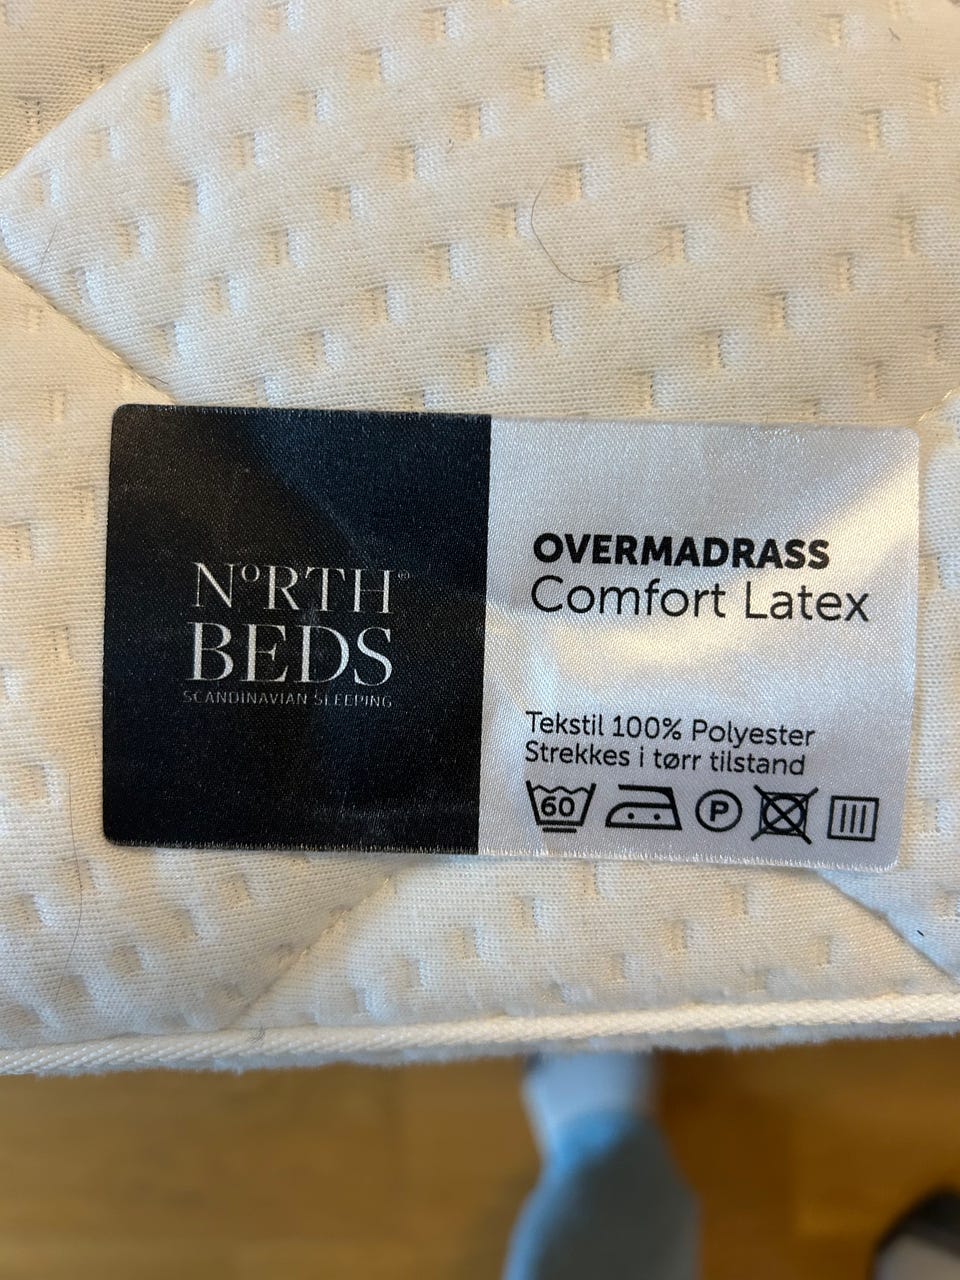 NoRTH®
BEDS
SCANDINAVIAN SLEEPING
OVERMADRASS
Comfort Latex
Tekstil 100% Polyester
Strekkes i tørr tilstand
60 P